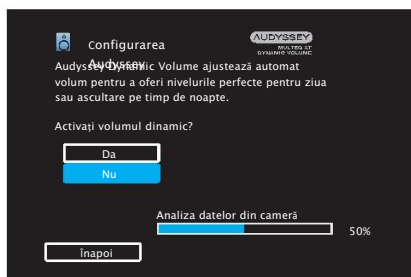 Configurarea
Audyssey
AUDYSSEY
MULTEQ XT
DYNAMIC VOLUME
Audyssey Dynamic Volume ajustează automat
volum pentru a oferi nivelurile perfecte pentru ziua
sau ascultare pe timp de noapte.
Activați volumul dinamic?
Da
Nu
Analiza datelor din cameră
50%
înapoi